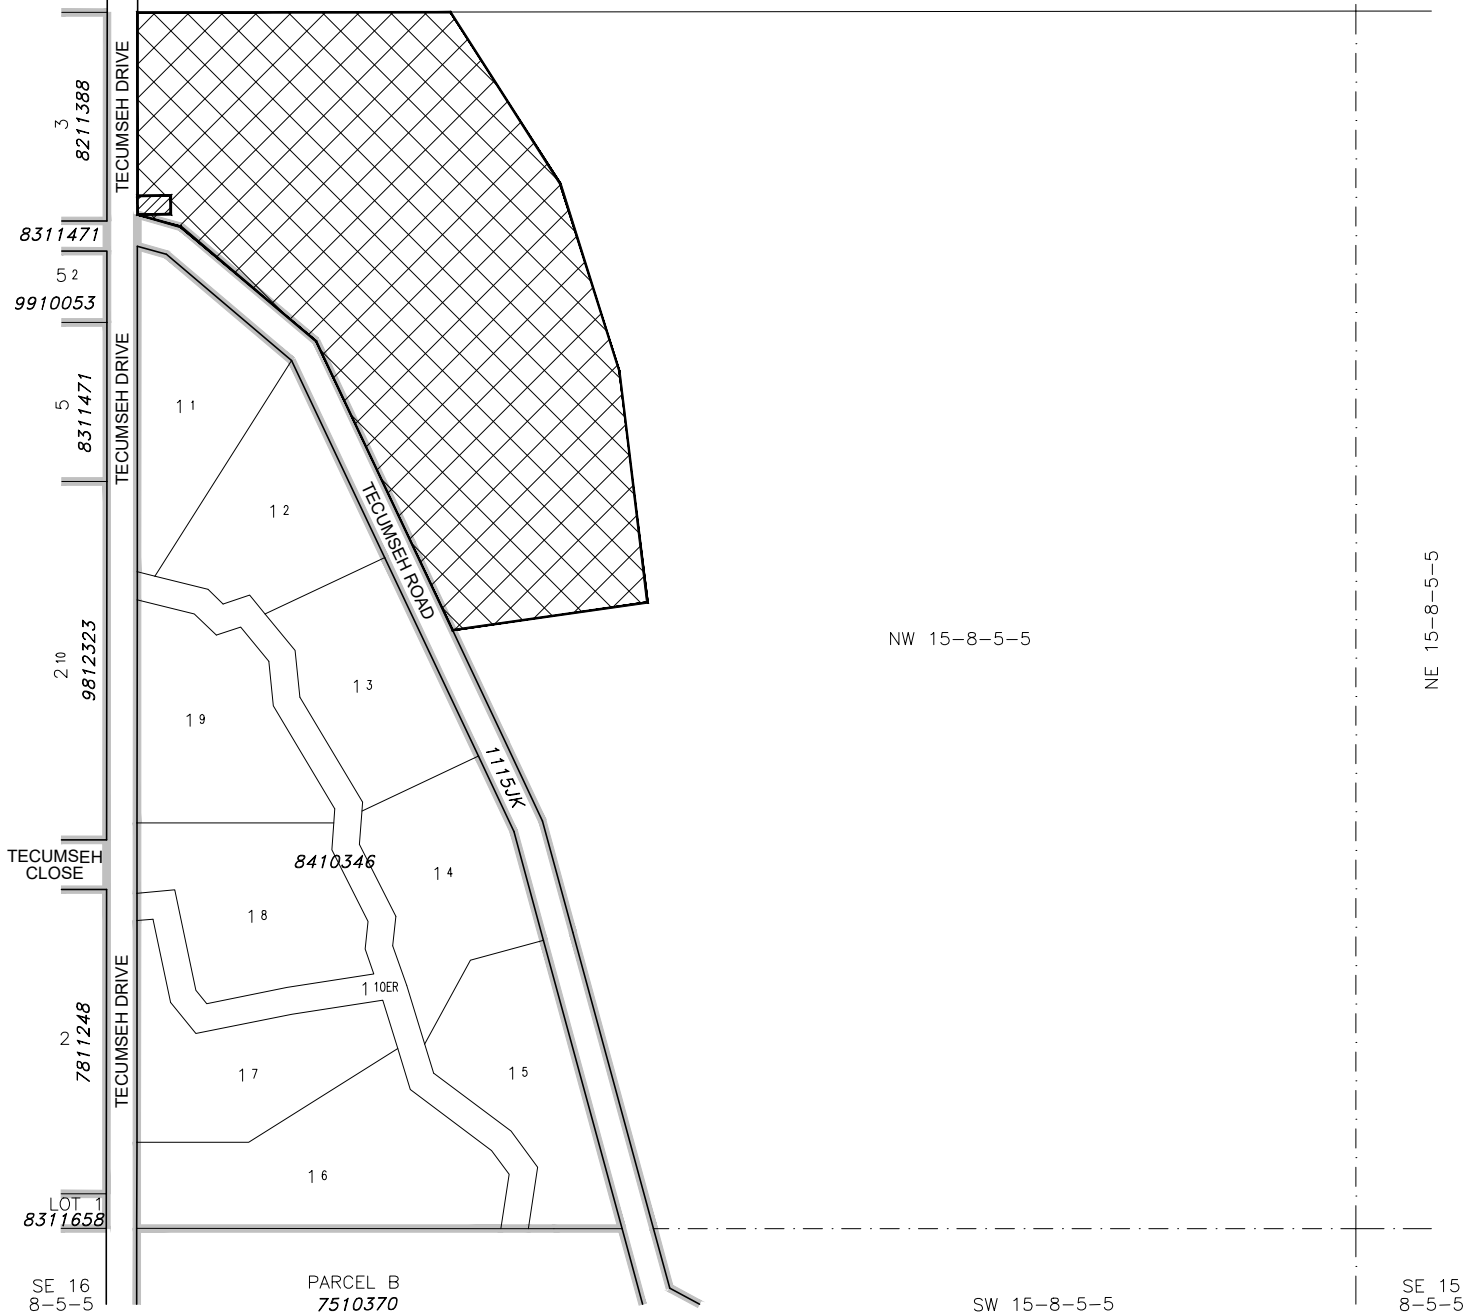 TECUMSEH DRIVE
3
8211388
8311471
5 2
9910053
TECUMSEH DRIVE
5
8311471
1 1
1 2
TECUMSEH ROAD
2 10
9812323
1 3
1 9
NW 15-8-5-5
NE 15-8-5-5
1115JK
TECUMSEH
CLOSE
8410346
1 4
1 8
1 10ER
TECUMSEH DRIVE
2
7811248
1 7
1 5
1 6
LOT 1
8311658
SE 16
8-5-5
PARCEL B
7510370
SW 15-8-5-5
SE 15
8-5-5